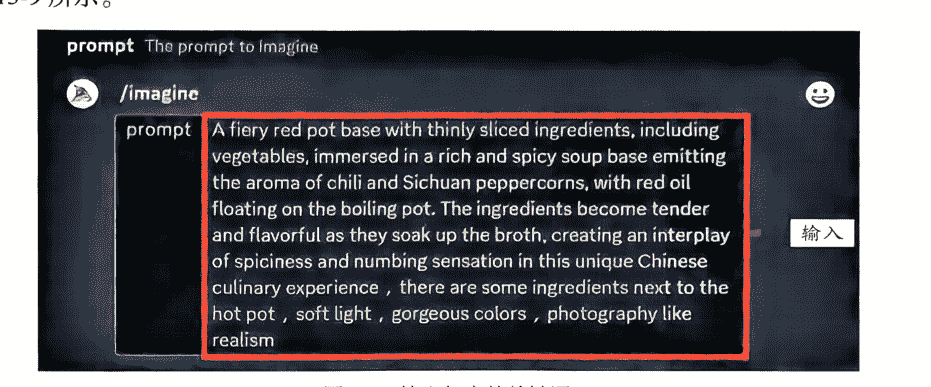 所示。
prompt The prompt to Imagine
/imagine
prompt A fiery red pot base with thinly sliced ingredients, including
vegetables, immersed in a rich and spicy soup base emitting
the aroma of chili and Sichuan peppercorns, with red oil
floating on the boiling pot. The ingredients become tender
and flavorful as they soak up the broth, creating an interplay
of spiciness and numbing sensation in this unique Chinese
culinary experience , there are some ingredients next to the
hot pot , soft light , gorgeous colors , photography like
realism
输入